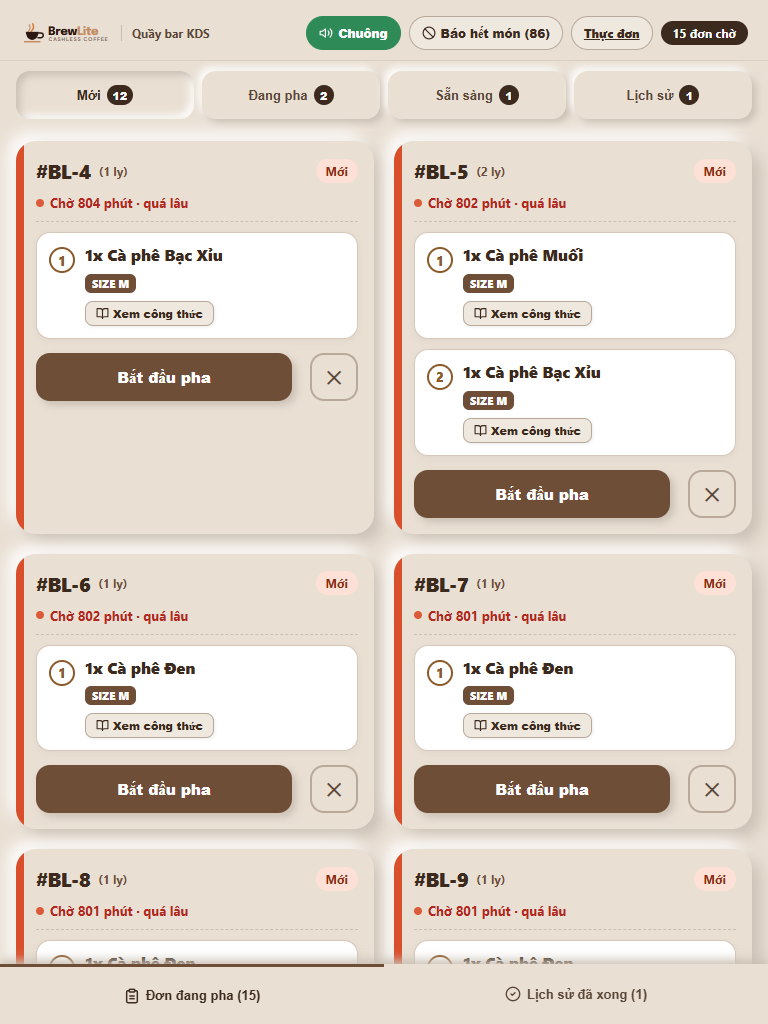 BrewLite
CASHLESS COFFEE
Quầy bar KDS
Chuông
Báo hết món (86)
Thực đơn
15 đơn chờ
Mới 12
Đang pha 2
Sẵn sàng 1
Lịch sử 1
#BL-4 (1 ly) Mới
Chờ 804 phút · quá lâu
1 1x Cà phê Bạc Xỉu
SIZE M
Xem công thức
Bắt đầu pha
#BL-5 (2 ly) Mới
Chờ 802 phút · quá lâu
1 1x Cà phê Muối
SIZE M
Xem công thức
2 1x Cà phê Bạc Xỉu
SIZE M
Xem công thức
Bắt đầu pha
#BL-6 (1 ly) Mới
Chờ 802 phút · quá lâu
1 1x Cà phê Đen
SIZE M
Xem công thức
Bắt đầu pha
#BL-7 (1 ly) Mới
Chờ 801 phút · quá lâu
1 1x Cà phê Đen
SIZE M
Xem công thức
Bắt đầu pha
#BL-8 (1 ly) Mới
Chờ 801 phút · quá lâu
1x Cà phê Đen
#BL-9 (1 ly) Mới
Chờ 801 phút · quá lâu
1x Cà phê Đen
Đơn đang pha (15)
Lịch sử đã xong (1)